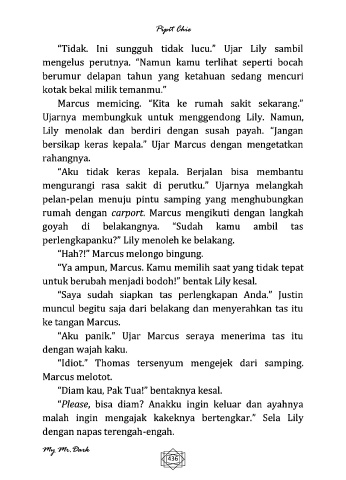 Pipit Chie
"Tidak. Ini sungguh tidak lucu." Ujar Lily sambil
mengelus perutnya. "Namun kamu terlihat seperti bocah
berumur delapan tahun yang ketahuan sedang mencuri
kotak bekal milik temanmu."
Marcus memicing. "Kita ke rumah sakit sekarang."
Ujarnya membungkuk untuk menggendong Lily. Namun,
Lily menolak dan berdiri dengan susah payah. "Jangan
bersikap keras kepala." Ujar Marcus dengan mengetatkan
rahangnya.
"Aku tidak keras kepala. Berjalan bisa membantu
mengurangi rasa sakit di perutku." Ujarnya melangkah
pelan-pelan menuju pintu samping yang menghubungkan
rumah dengan carport. Marcus mengikuti dengan langkah
goyah di belakangnya. "Sudah kamu ambil tas
perlengkapanku?" Lily menoleh ke belakang.
"Hah?!" Marcus melongo bingung.
"Ya ampun, Marcus. Kamu memilih saat yang tidak tepat
untuk berubah menjadi bodoh!" bentak Lily kesal.
"Saya sudah siapkan tas perlengkapan Anda." Justin
muncul begitu saja dari belakang dan menyerahkan tas itu
ke tangan Marcus.
"Aku panik." Ujar Marcus seraya menerima tas itu
dengan wajah kaku.
"Idiot." Thomas tersenyum mengejek dari samping.
Marcus melotot.
"Diam kau, Pak Tua!" bentaknya kesal.
"Please, bisa diam? Anakku ingin keluar dan ayahnya
malah ingin mengajak kakeknya bertengkar." Sela Lily
dengan napas terengah-engah.
My Mr.Dark
436